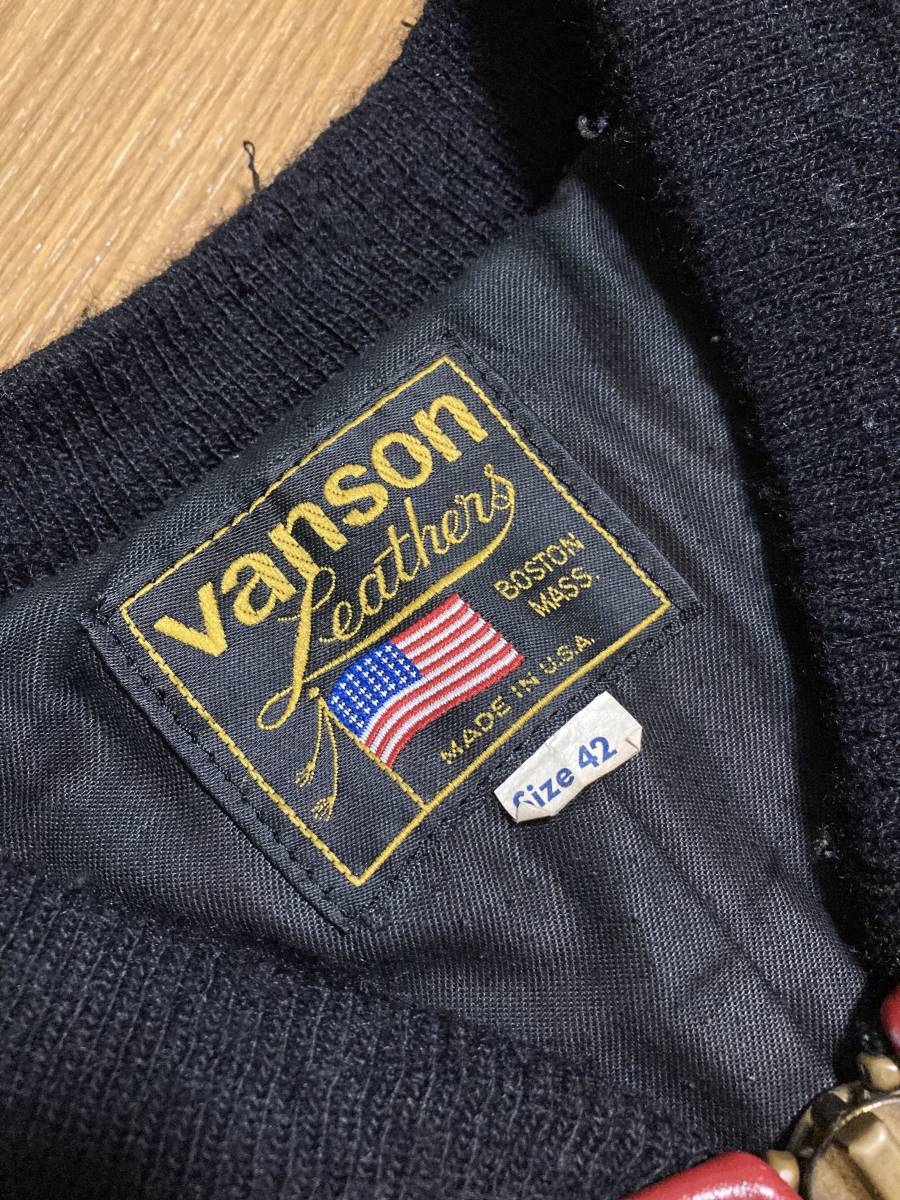 vanson
Leathers
BOSTON
MASS.
MADE IN U.S.A.
Size 42